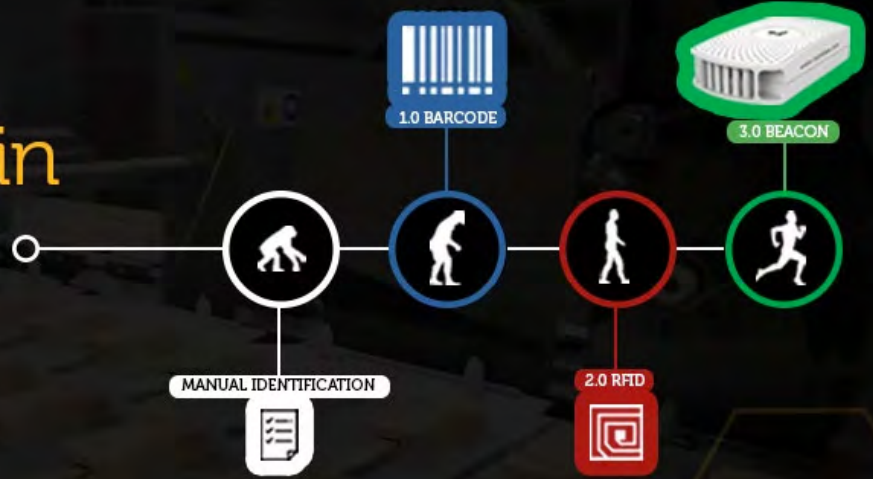 in
1.0 BARCODE
3.0 BEACON
MANUAL IDENTIFICATION
2.0 RFID